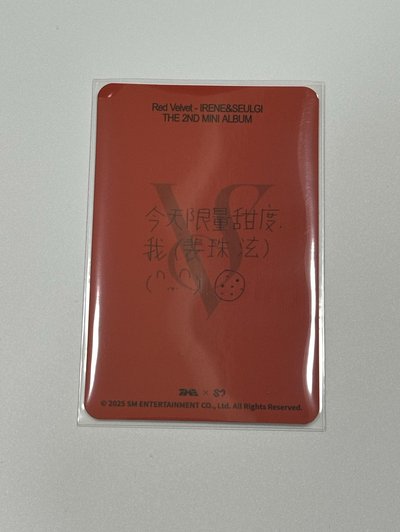 Red Velvet - IRENE&SEULGI
THE 2ND MINI ALBUM
今天限量甜度.
我(裴珠泫)
© 2025 SM ENTERTAINMENT CO., Ltd. All Rights Reserved.